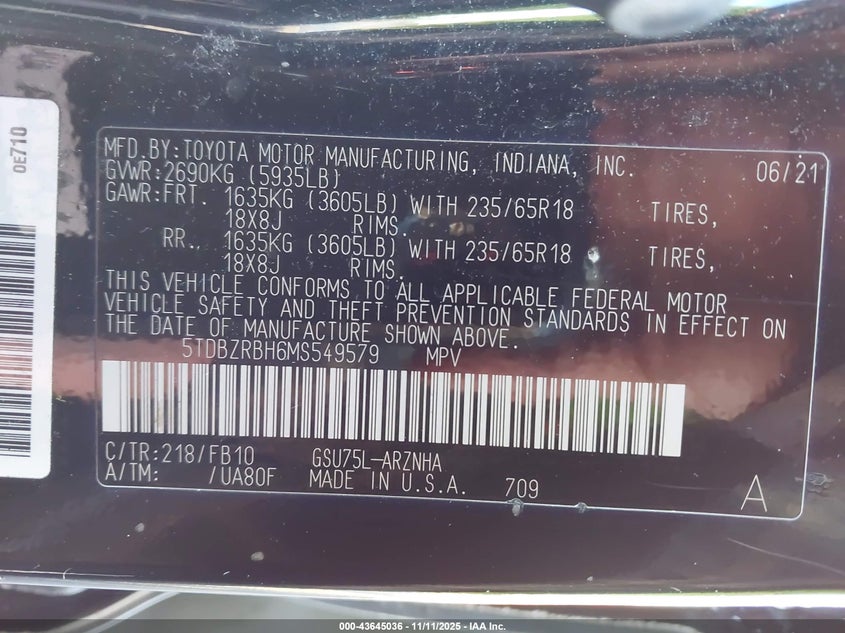 0E710
MFD.BY:TOYOTA MOTOR MANUFACTURING, INDIANA, INC. 06/21
GVWR:2690KG (5935LB)
GAWR:FRT. 1635KG (3605LB) WITH 235/65R18 TIRES,
18X8J RIMS.
RR., 1635KG (3605LB) WITH 235/65R18 TIRES,
18X8J RIMS.
THIS VEHICLE CONFORMS TO ALL APPLICABLE FEDERAL MOTOR
VEHICLE SAFETY AND THEFT PREVENTION STANDARDS IN EFFECT ON
THE DATE OF MANUFACTURE SHOWN ABOVE.
5TDBZRBH6MS549579 MPV
C/TR:218/FB10 GSU75L-ARZNHA
A/TM: /UA80F MADE IN U.S.A. 709
A
000-43645036 - 11/11/2025 - IAA Inc.